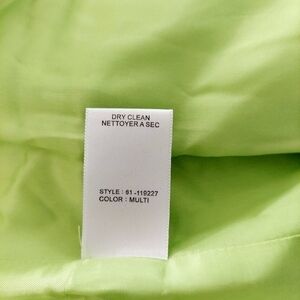 DRY CLEAN
NETTOYER A SEC
STYLE : 61 -119227
COLOR : MULTI